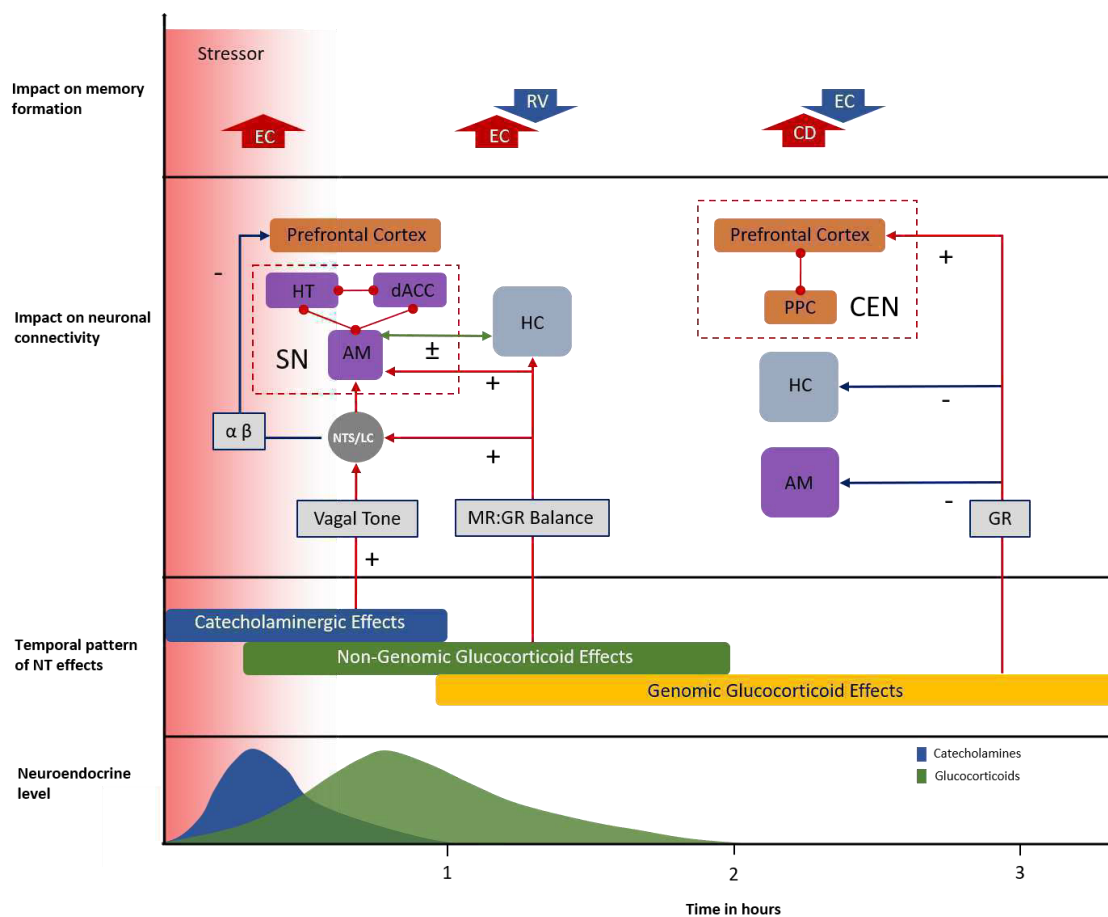 Stressor
Impact on memory
formation
RV
EC
EC
EC
CD
Prefrontal Cortex
Prefrontal Cortex
-
+
HT
dACC
PPC
CEN
Impact on neuronal
connectivity
HC
SN
AM
±
+
HC
-
α β
NTS/LC
+
AM
-
Vagal Tone
MR:GR Balance
GR
+
Catecholaminergic Effects
Temporal pattern
of NT effects
Non-Genomic Glucocorticoid Effects
Genomic Glucocorticoid Effects
Neuroendocrine
level
Catecholamines
Glucocorticoids
1
2
3
Time in hours